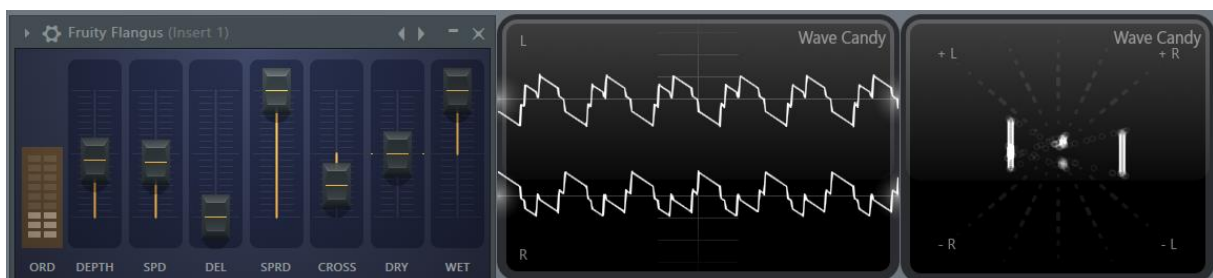 Fruity Flangus (Insert 1)
ORD DEPTH SPD DEL SPRD CROSS DRY WET
L
Wave Candy
R
Wave Candy
+ L
+ R
- R
- L